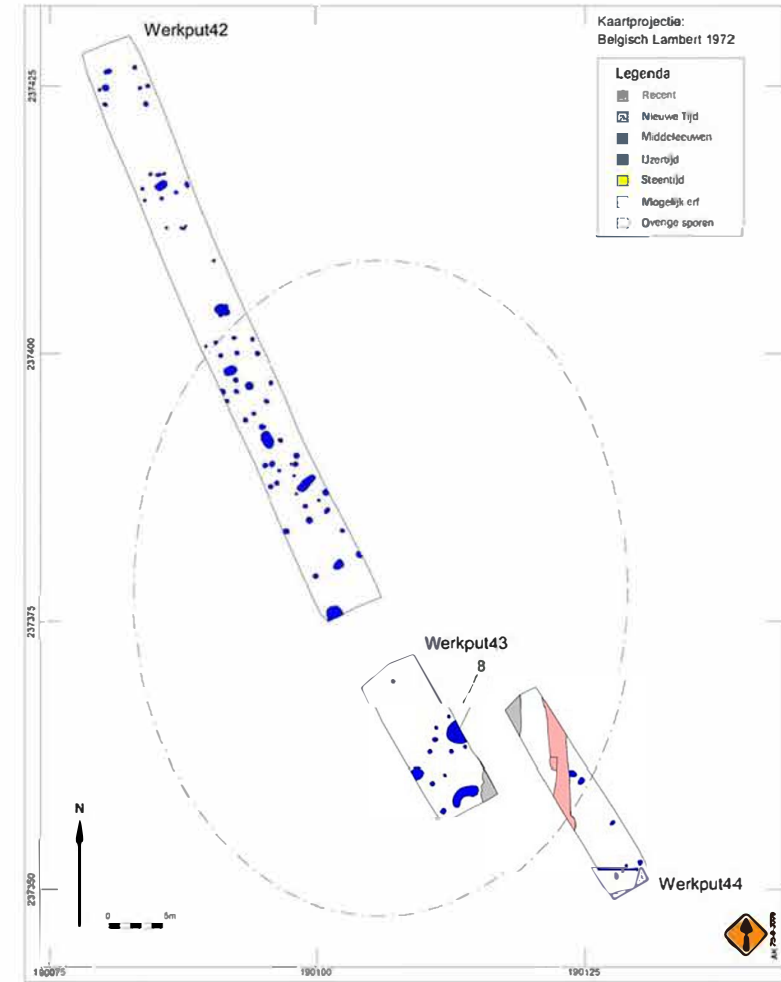 Werkput42
Kaartprojectie:
Belgisch Lambert 1972
Legenda
Recent
Nieuwe Tijd
Middeleeuwen
IJzertijd
Steentijd
Mogelijk erf
Overige sporen
237425
237400
237375
237350
Werkput43
8
Werkput44
N
0 5m
190075 190100 190125